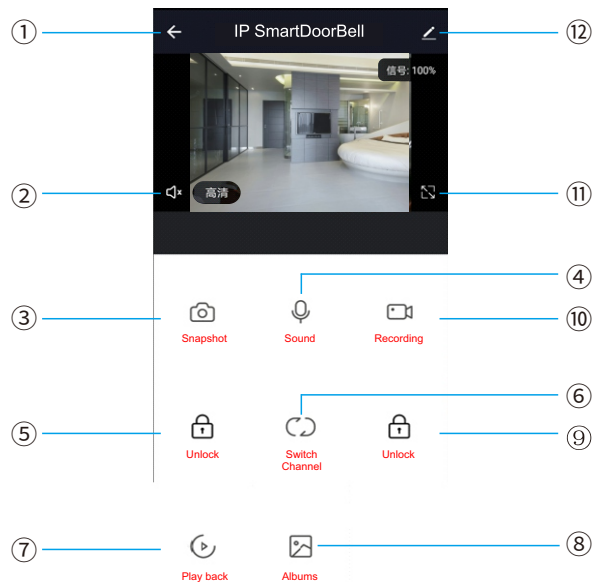 ① IP SmartDoorBell ⑫
信号: 100%
② 高清 ⑪
④
③ Snapshot Sound Recording ⑩
⑥
⑤ Unlock Switch Unlock ⑨
Channel
⑦ Play back Albums ⑧